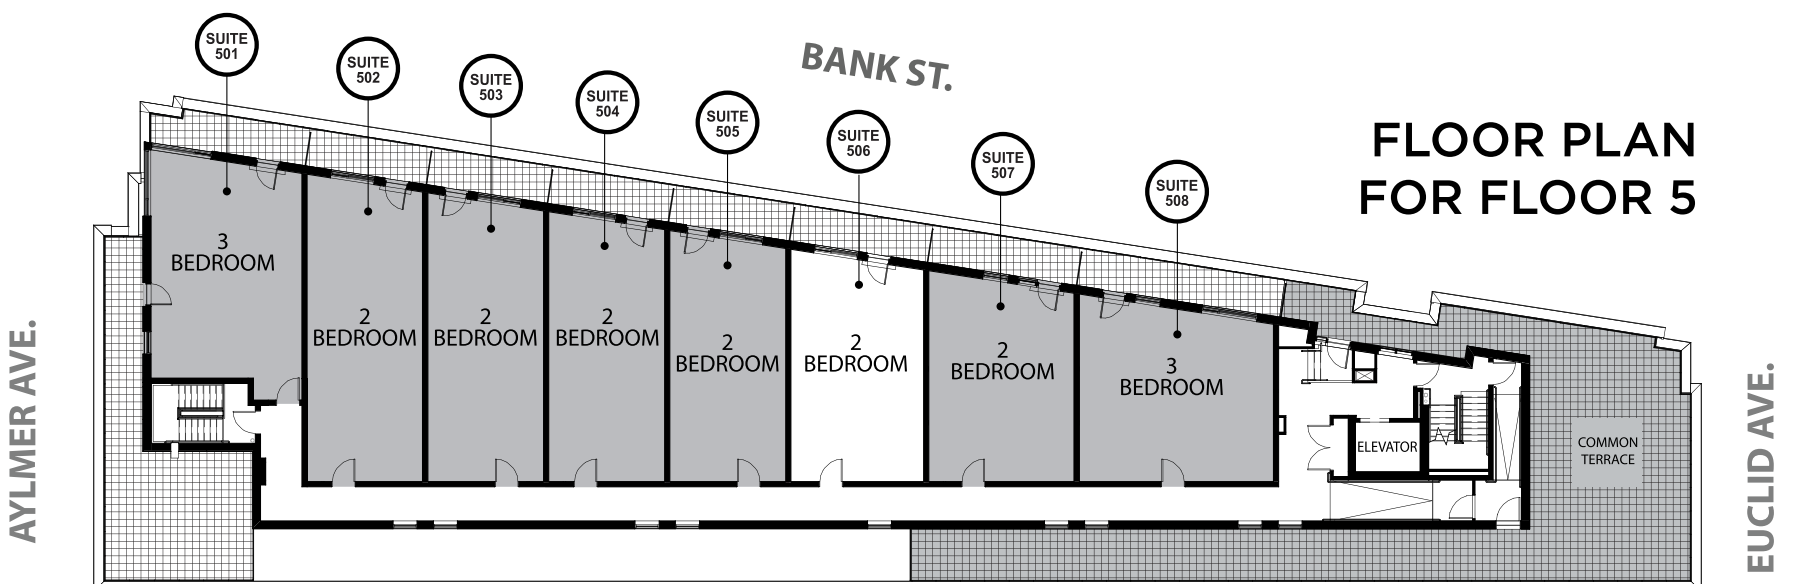 SUITE
501
SUITE
502
SUITE
503
SUITE
504
SUITE
505
SUITE
506
SUITE
507
SUITE
508
BANK ST.
FLOOR PLAN
FOR FLOOR 5
3
BEDROOM
2
BEDROOM
2
BEDROOM
2
BEDROOM
2
BEDROOM
2
BEDROOM
2
BEDROOM
3
BEDROOM
ELEVATOR
COMMON
TERRACE
AYLMER AVE.
EUCLID AVE.